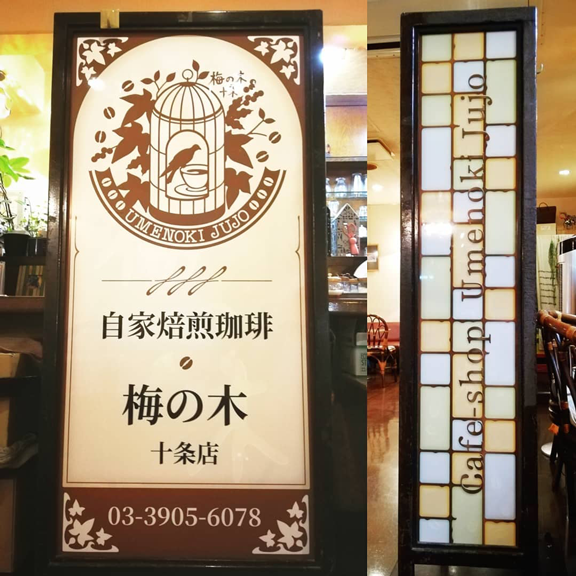 梅の木
十条
UMENOKI JUJO
自家焙煎珈琲
梅の木
十条店
03-3905-6078
Cafe-shop Umenoki Jujo